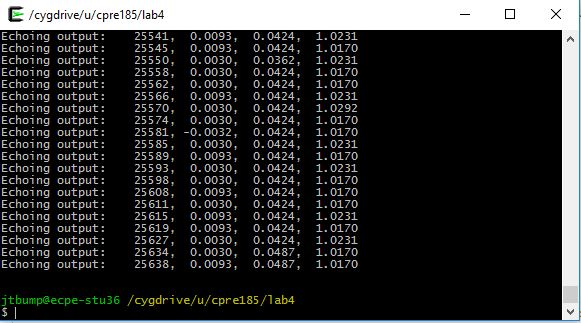 /cygdrive/u/cpre185/lab4
Echoing output:    25541,  0.0093,  0.0424,  1.0231
Echoing output:    25545,  0.0093,  0.0424,  1.0170
Echoing output:    25550,  0.0030,  0.0362,  1.0231
Echoing output:    25558,  0.0030,  0.0424,  1.0170
Echoing output:    25562,  0.0030,  0.0424,  1.0170
Echoing output:    25566,  0.0093,  0.0424,  1.0231
Echoing output:    25570,  0.0030,  0.0424,  1.0292
Echoing output:    25574,  0.0030,  0.0424,  1.0170
Echoing output:    25581, -0.0032,  0.0424,  1.0170
Echoing output:    25585,  0.0030,  0.0424,  1.0231
Echoing output:    25589,  0.0093,  0.0424,  1.0170
Echoing output:    25593,  0.0030,  0.0424,  1.0170
Echoing output:    25598,  0.0030,  0.0424,  1.0170
Echoing output:    25608,  0.0093,  0.0424,  1.0170
Echoing output:    25611,  0.0030,  0.0424,  1.0170
Echoing output:    25615,  0.0093,  0.0424,  1.0231
Echoing output:    25619,  0.0093,  0.0424,  1.0170
Echoing output:    25627,  0.0030,  0.0424,  1.0231
Echoing output:    25634,  0.0030,  0.0487,  1.0170
Echoing output:    25638,  0.0093,  0.0487,  1.0170
jtbump@ecpe-stu36 /cygdrive/u/cpre185/lab4
$